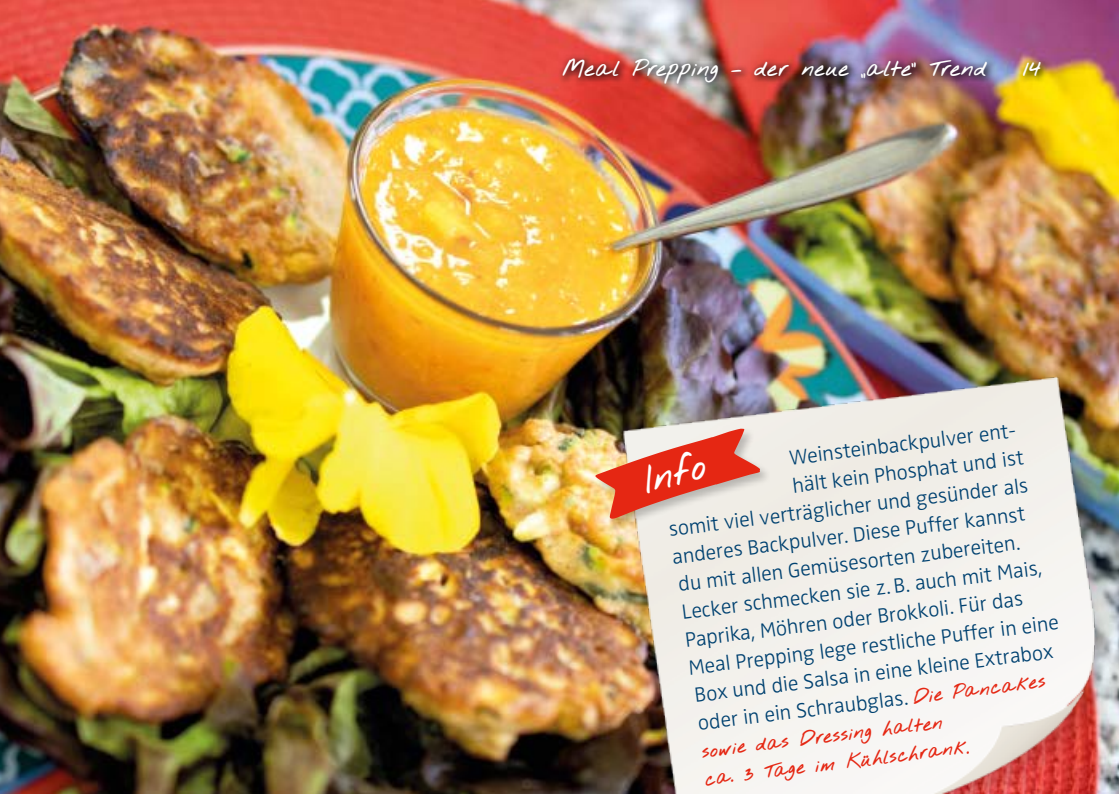 Meal Prepping – der neue „alte“ Trend 14
Info
Weinsteinbackpulver ent-
hält kein Phosphat und ist
somit viel verträglicher und gesünder als
anderes Backpulver. Diese Puffer kannst
du mit allen Gemüsesorten zubereiten.
Lecker schmecken sie z. B. auch mit Mais,
Paprika, Möhren oder Brokkoli. Für das
Meal Prepping lege restliche Puffer in eine
Box und die Salsa in eine kleine Extrabox
oder in ein Schraubglas. Die Pancakes
sowie das Dressing halten
ca. 3 Tage im Kühlschrank.